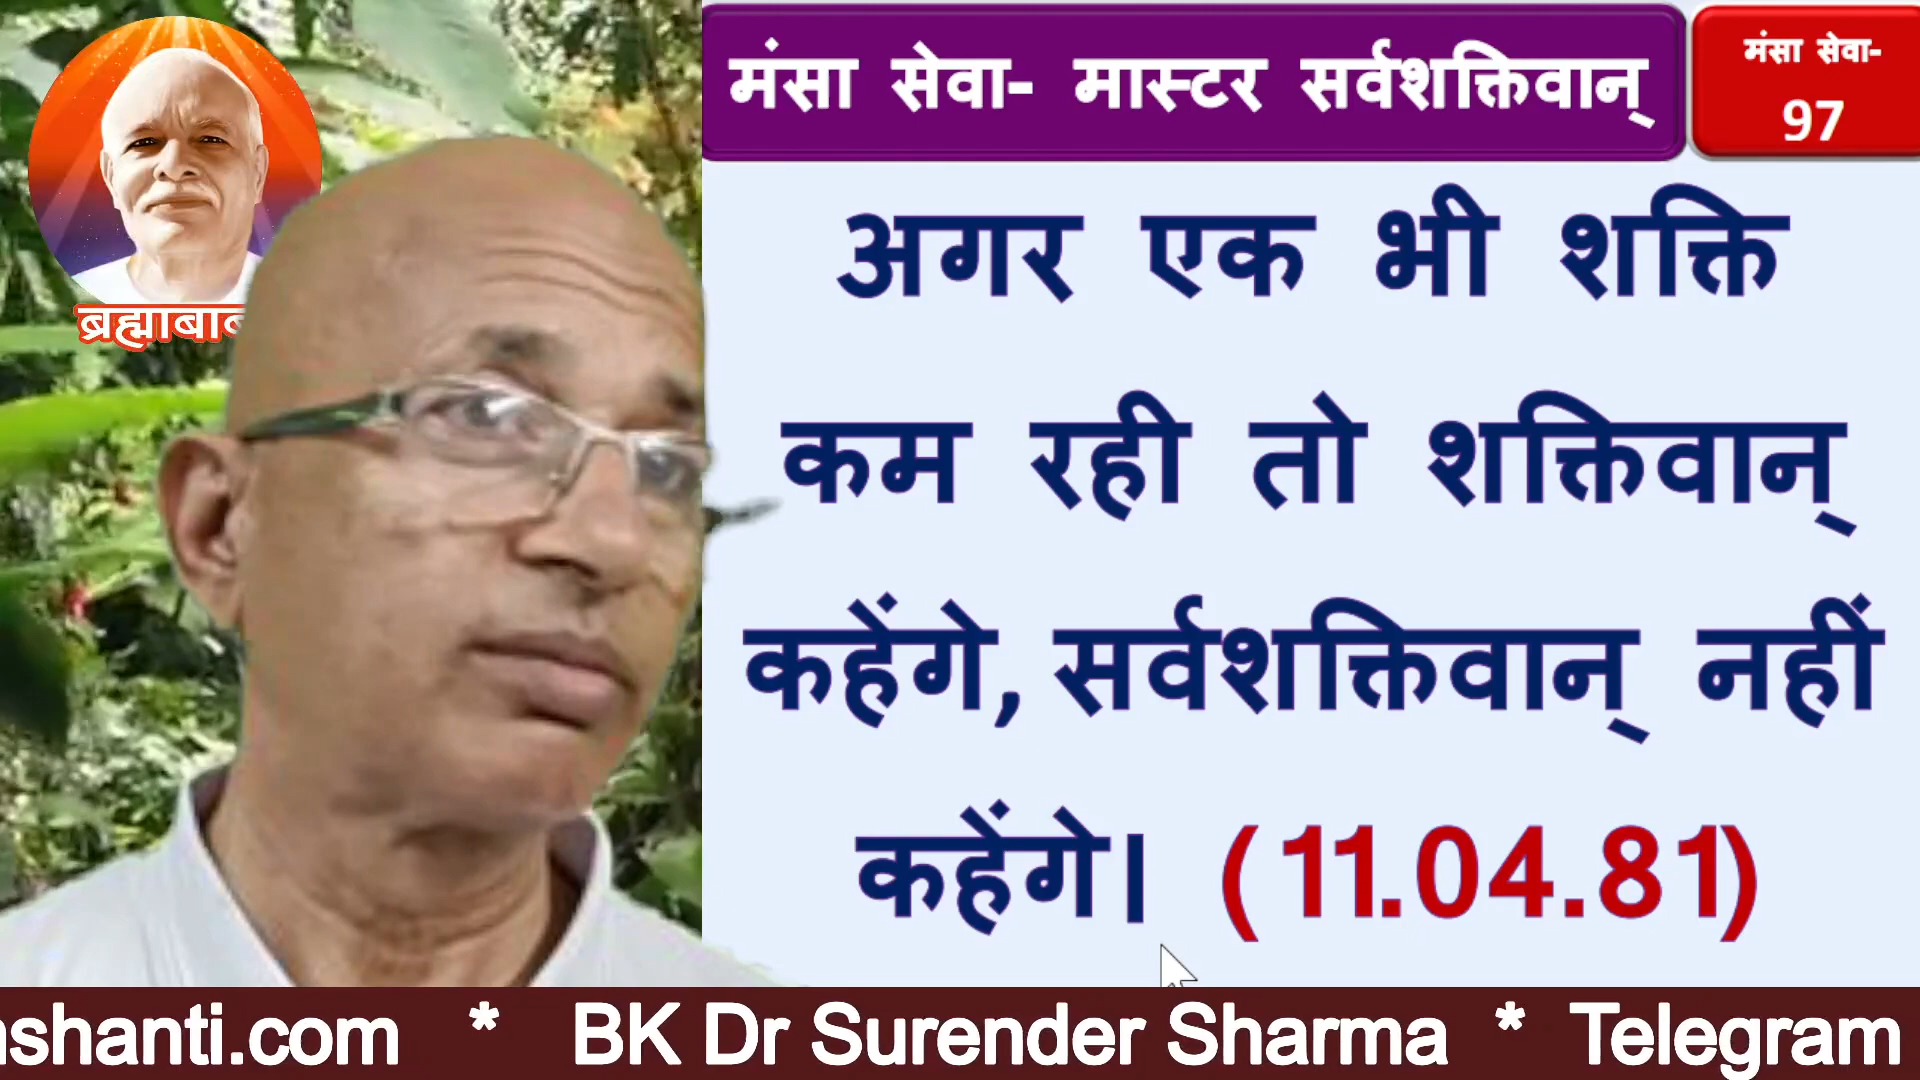 मंसा सेवा- मास्टर सर्वशक्तिवान्
मंसा सेवा-
97
अगर एक भी शक्ति
कम रही तो शक्तिवान्
कहेंगे, सर्वशक्तिवान् नहीं
कहेंगे। (11.04.81)
shanti.com * BK Dr Surender Sharma * Telegram